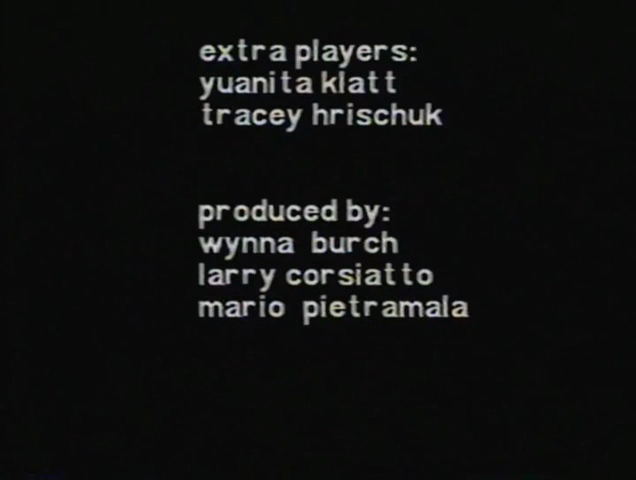 extra players:
yuanita klatt
tracey hrischuk
produced by:
wynna burch
larry corsiatto
mario pietramala